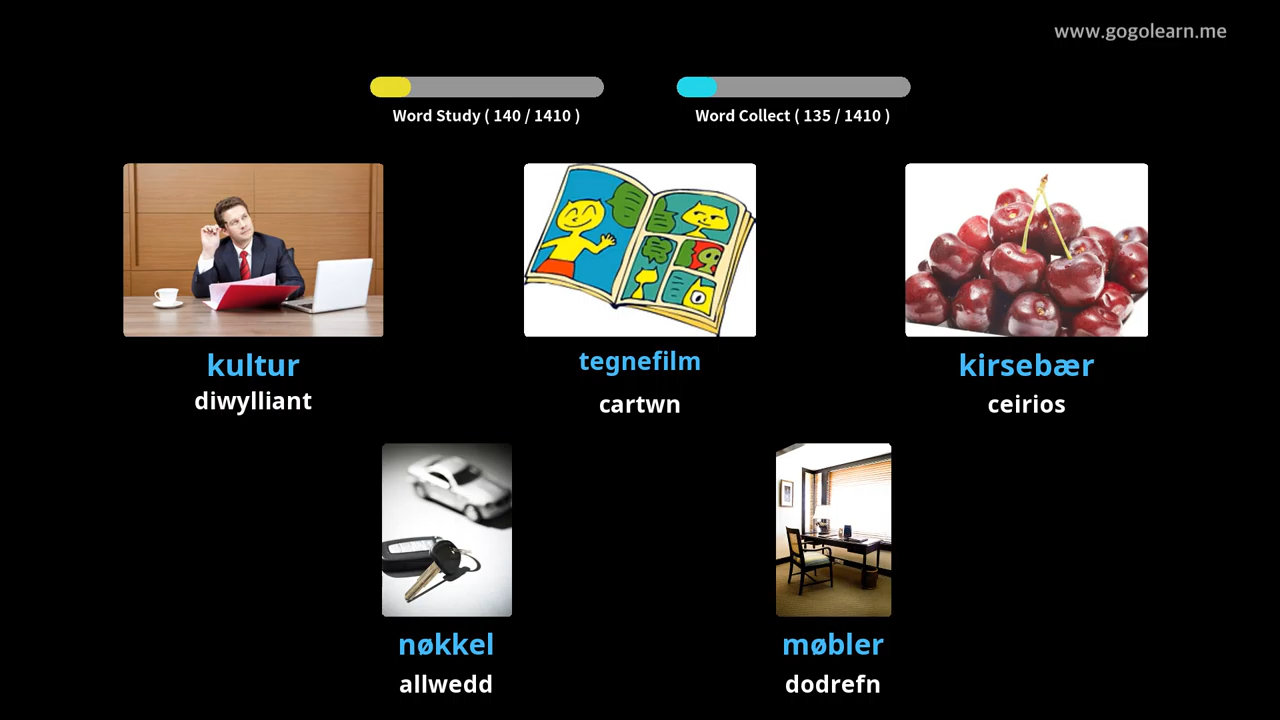 www.gogolearn.me
Word Study ( 140 / 1410 )
Word Collect ( 135 / 1410 )
kultur
diwylliant
tegnefilm
cartwn
kirsebær
ceirios
nøkkel
allwedd
møbler
dodrefn